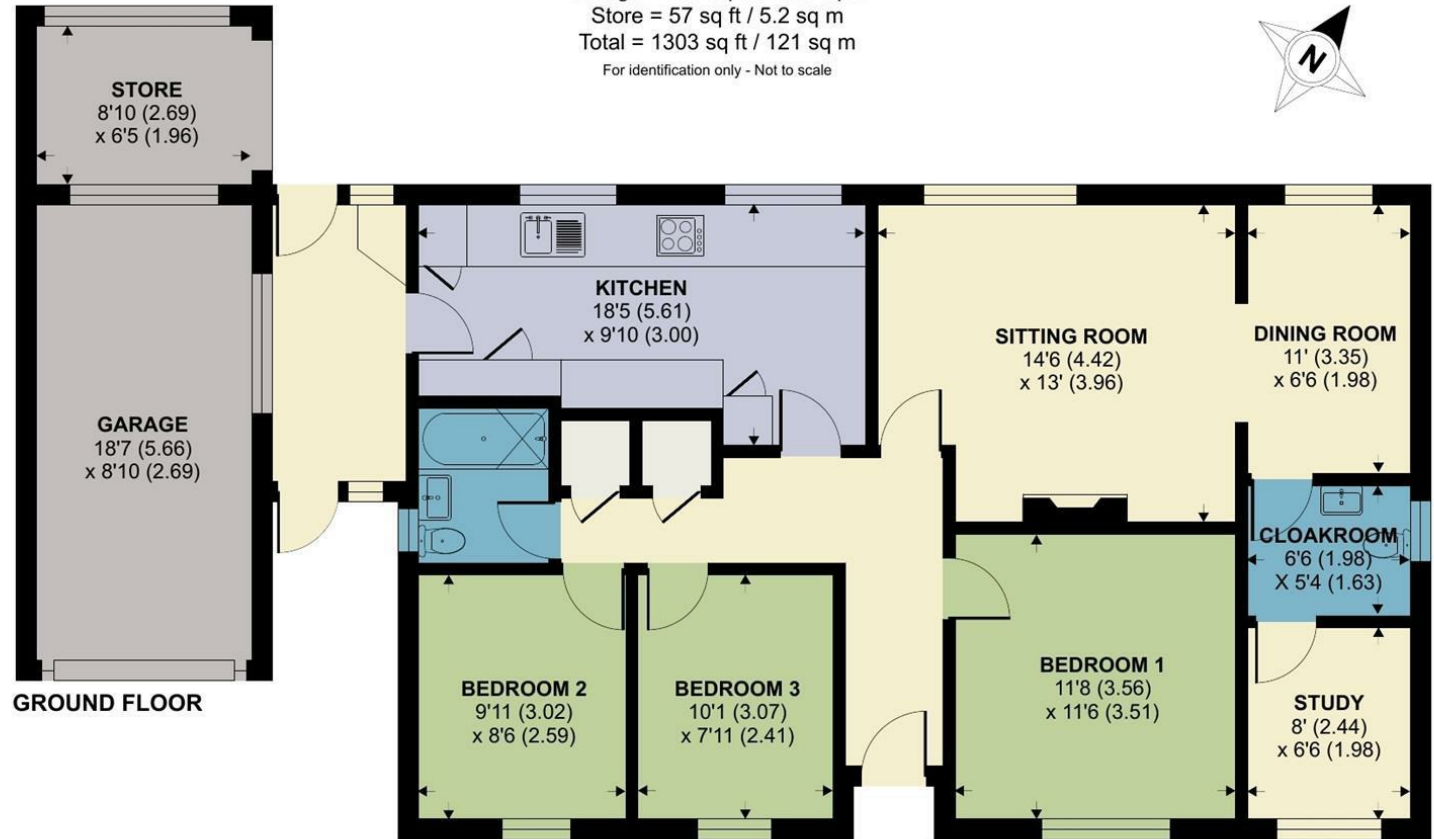 Store = 57 sq ft / 5.2 sq m
Total = 1303 sq ft / 121 sq m
For identification only - Not to scale
N
STORE
8'10 (2.69)
x 6'5 (1.96)
KITCHEN
18'5 (5.61)
x 9'10 (3.00)
SITTING ROOM
14'6 (4.42)
x 13' (3.96)
DINING ROOM
11' (3.35)
x 6'6 (1.98)
GARAGE
18'7 (5.66)
x 8'10 (2.69)
CLOAKROOM
6'6 (1.98)
X 5'4 (1.63)
BEDROOM 2
9'11 (3.02)
x 8'6 (2.59)
BEDROOM 3
10'1 (3.07)
x 7'11 (2.41)
BEDROOM 1
11'8 (3.56)
x 11'6 (3.51)
STUDY
8' (2.44)
x 6'6 (1.98)
GROUND FLOOR